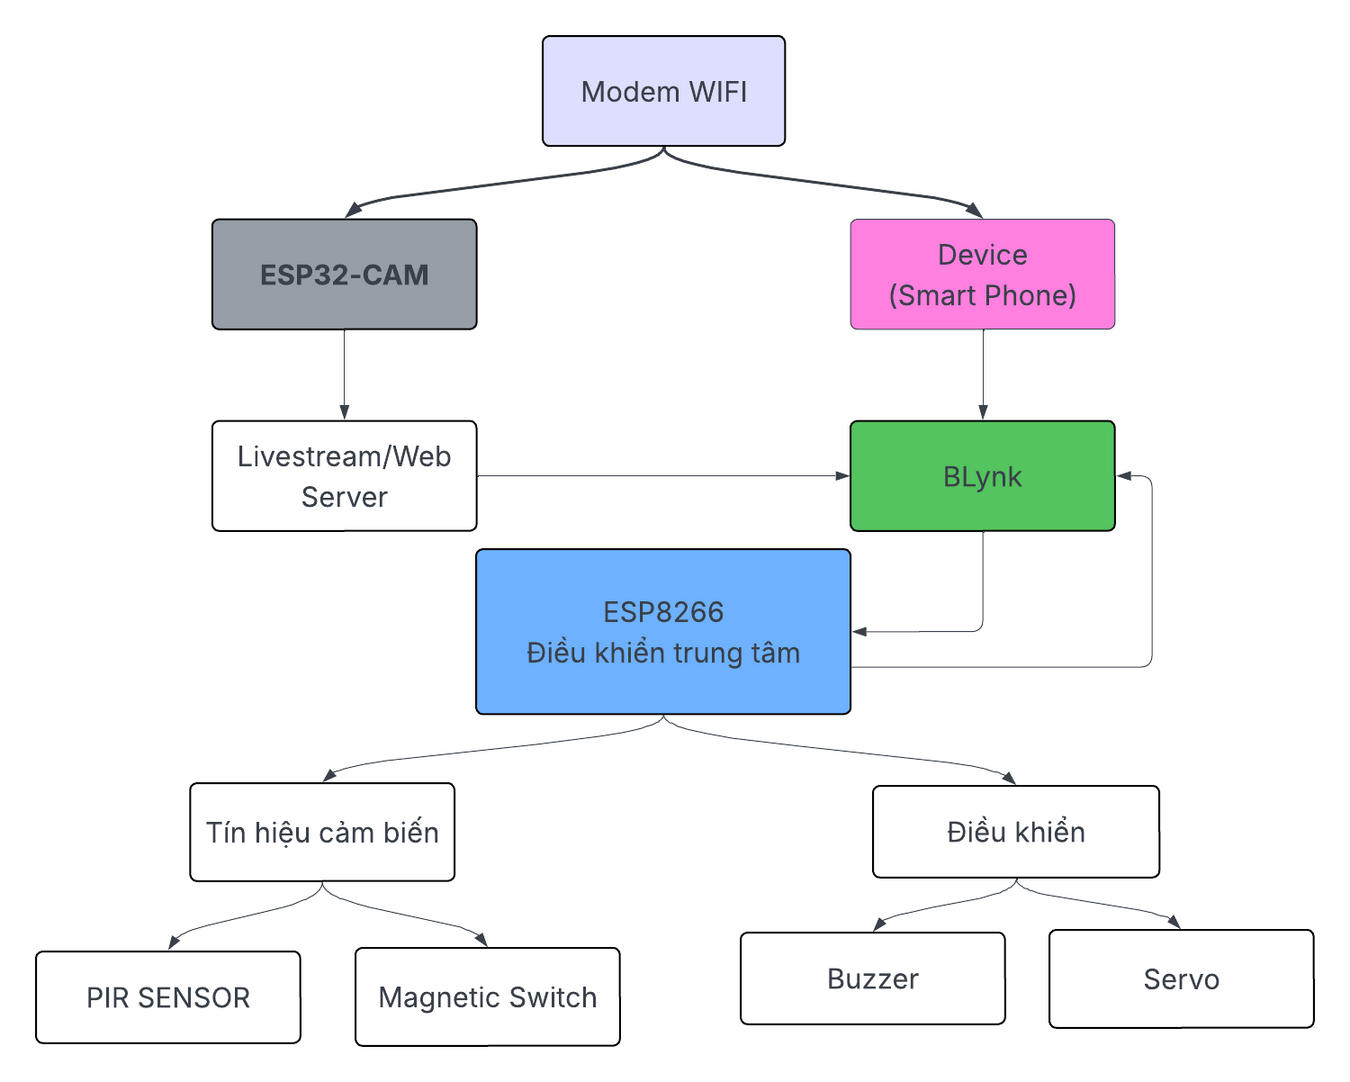 Modem WIFI
ESP32-CAM
Device
(Smart Phone)
Livestream/Web
Server
BLynk
ESP8266
Điều khiển trung tâm
Tín hiệu cảm biến
Điều khiển
PIR SENSOR
Magnetic Switch
Buzzer
Servo